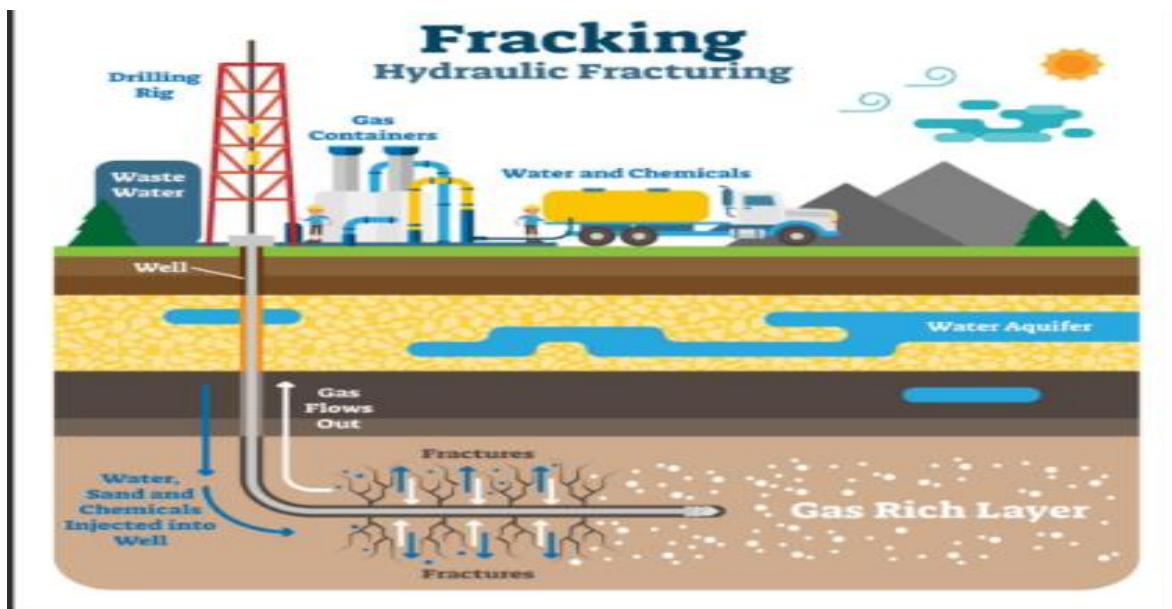 Fracking
Hydraulic Fracturing
Drilling
Rig
Gas
Containers
Waste
Water
Water and Chemicals
Well
Water Aquifer
Gas
Flows
Out
Fractures
Water,
Sand and
Chemicals
Injected into
Well
Gas Rich Layer
Fractures